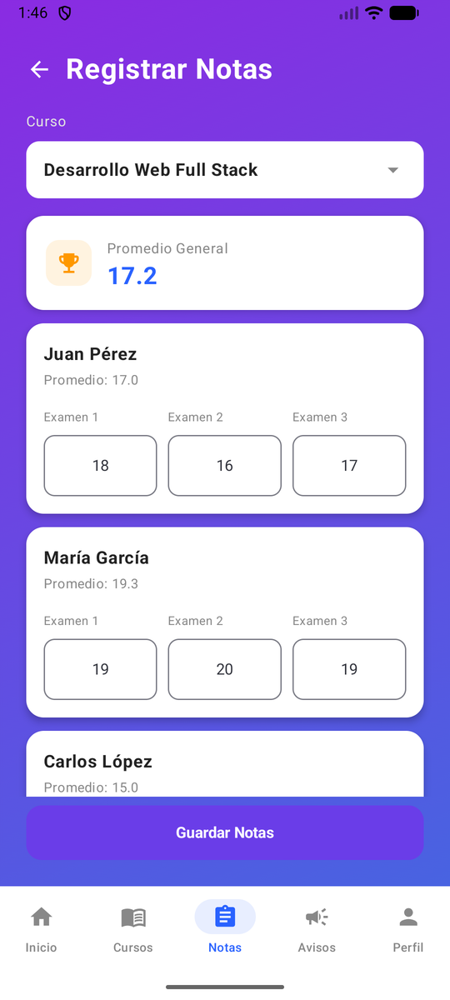 1:46
Registrar Notas
Curso
Desarrollo Web Full Stack
Promedio General
17.2
Juan Pérez
Promedio: 17.0
Examen 1 Examen 2 Examen 3
18 16 17
María García
Promedio: 19.3
Examen 1 Examen 2 Examen 3
19 20 19
Carlos López
Promedio: 15.0
Guardar Notas
Inicio Cursos Notas Avisos Perfil